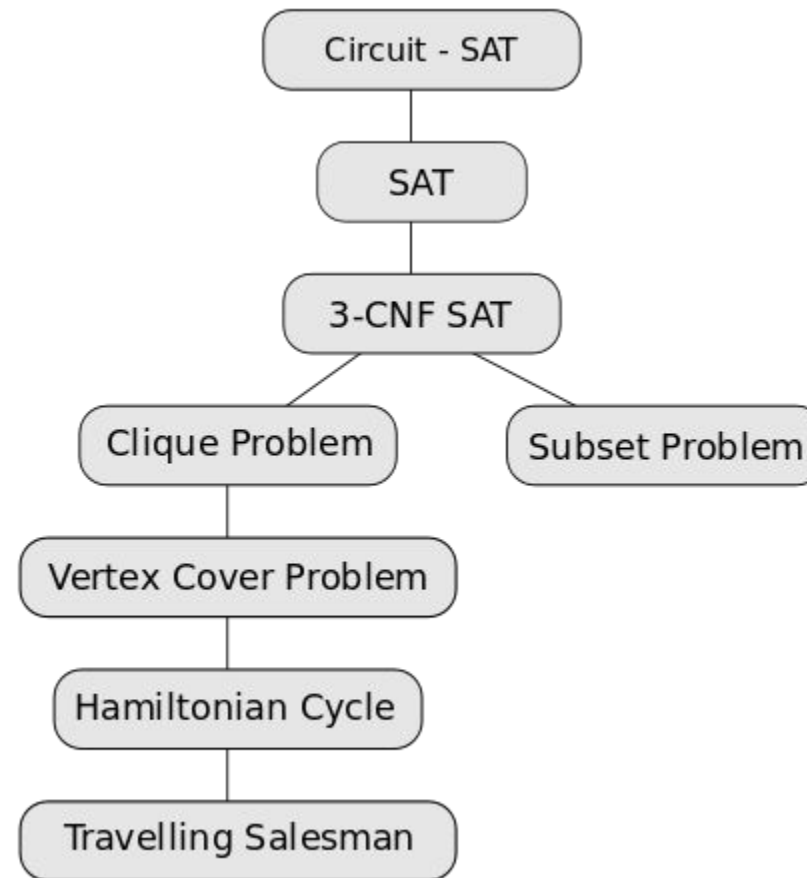 Circuit - SAT
SAT
3-CNF SAT
Clique Problem
Subset Problem
Vertex Cover Problem
Hamiltonian Cycle
Travelling Salesman